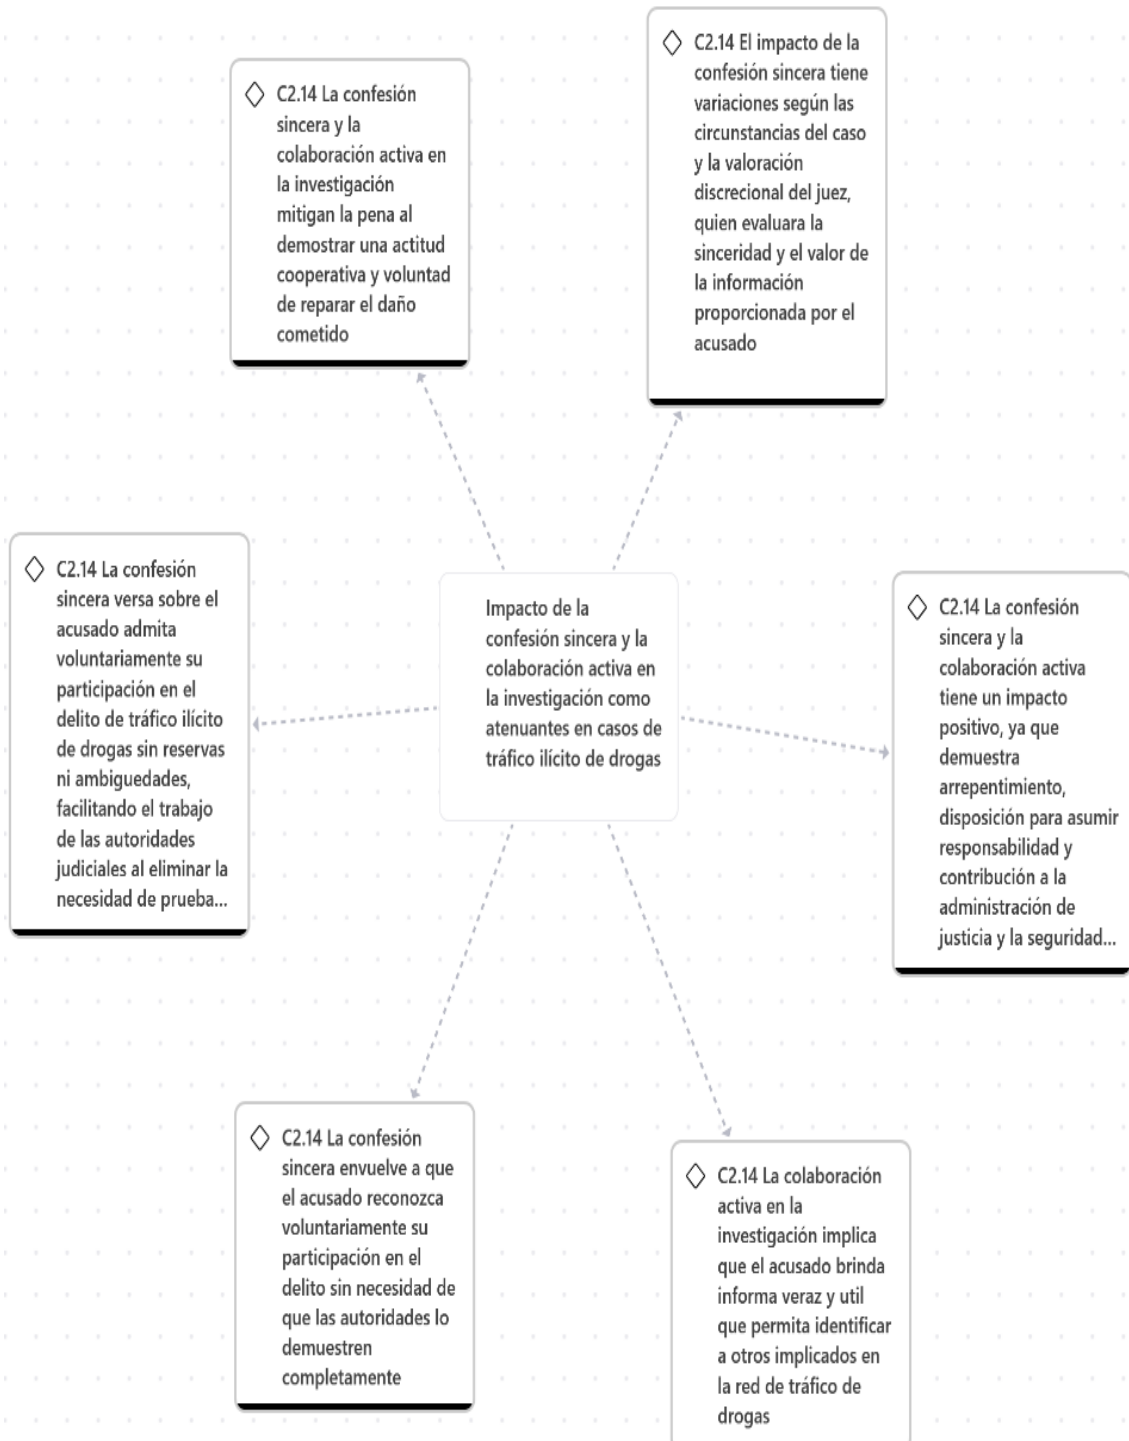 C2.14 La confesión
sincera y la
colaboración activa en
la investigación
mitigan la pena al
demostrar una actitud
cooperativa y voluntad
de reparar el daño
cometido
C2.14 El impacto de la
confesión sincera tiene
variaciones según las
circunstancias del caso
y la valoración
discrecional del juez,
quien evaluara la
sinceridad y el valor de
la información
proporcionada por el
acusado
C2.14 La confesión
sincera versa sobre el
acusado admita
voluntariamente su
participación en el
delito de tráfico ilícito
de drogas sin reservas
ni ambiguedades,
facilitando el trabajo
de las autoridades
judiciales al eliminar la
necesidad de prueba...
Impacto de la
confesión sincera y la
colaboración activa en
la investigación como
atenuantes en casos de
tráfico ilícito de drogas
C2.14 La confesión
sincera y la
colaboración activa
tiene un impacto
positivo, ya que
demuestra
arrepentimiento,
disposición para asumir
responsabilidad y
contribución a la
administración de
justicia y la seguridad...
C2.14 La confesión
sincera envuelve a que
el acusado reconozca
voluntariamente su
participación en el
delito sin necesidad de
que las autoridades lo
demuestren
completamente
C2.14 La colaboración
activa en la
investigación implica
que el acusado brinda
informa veraz y util
que permita identificar
a otros implicados en
la red de tráfico de
drogas